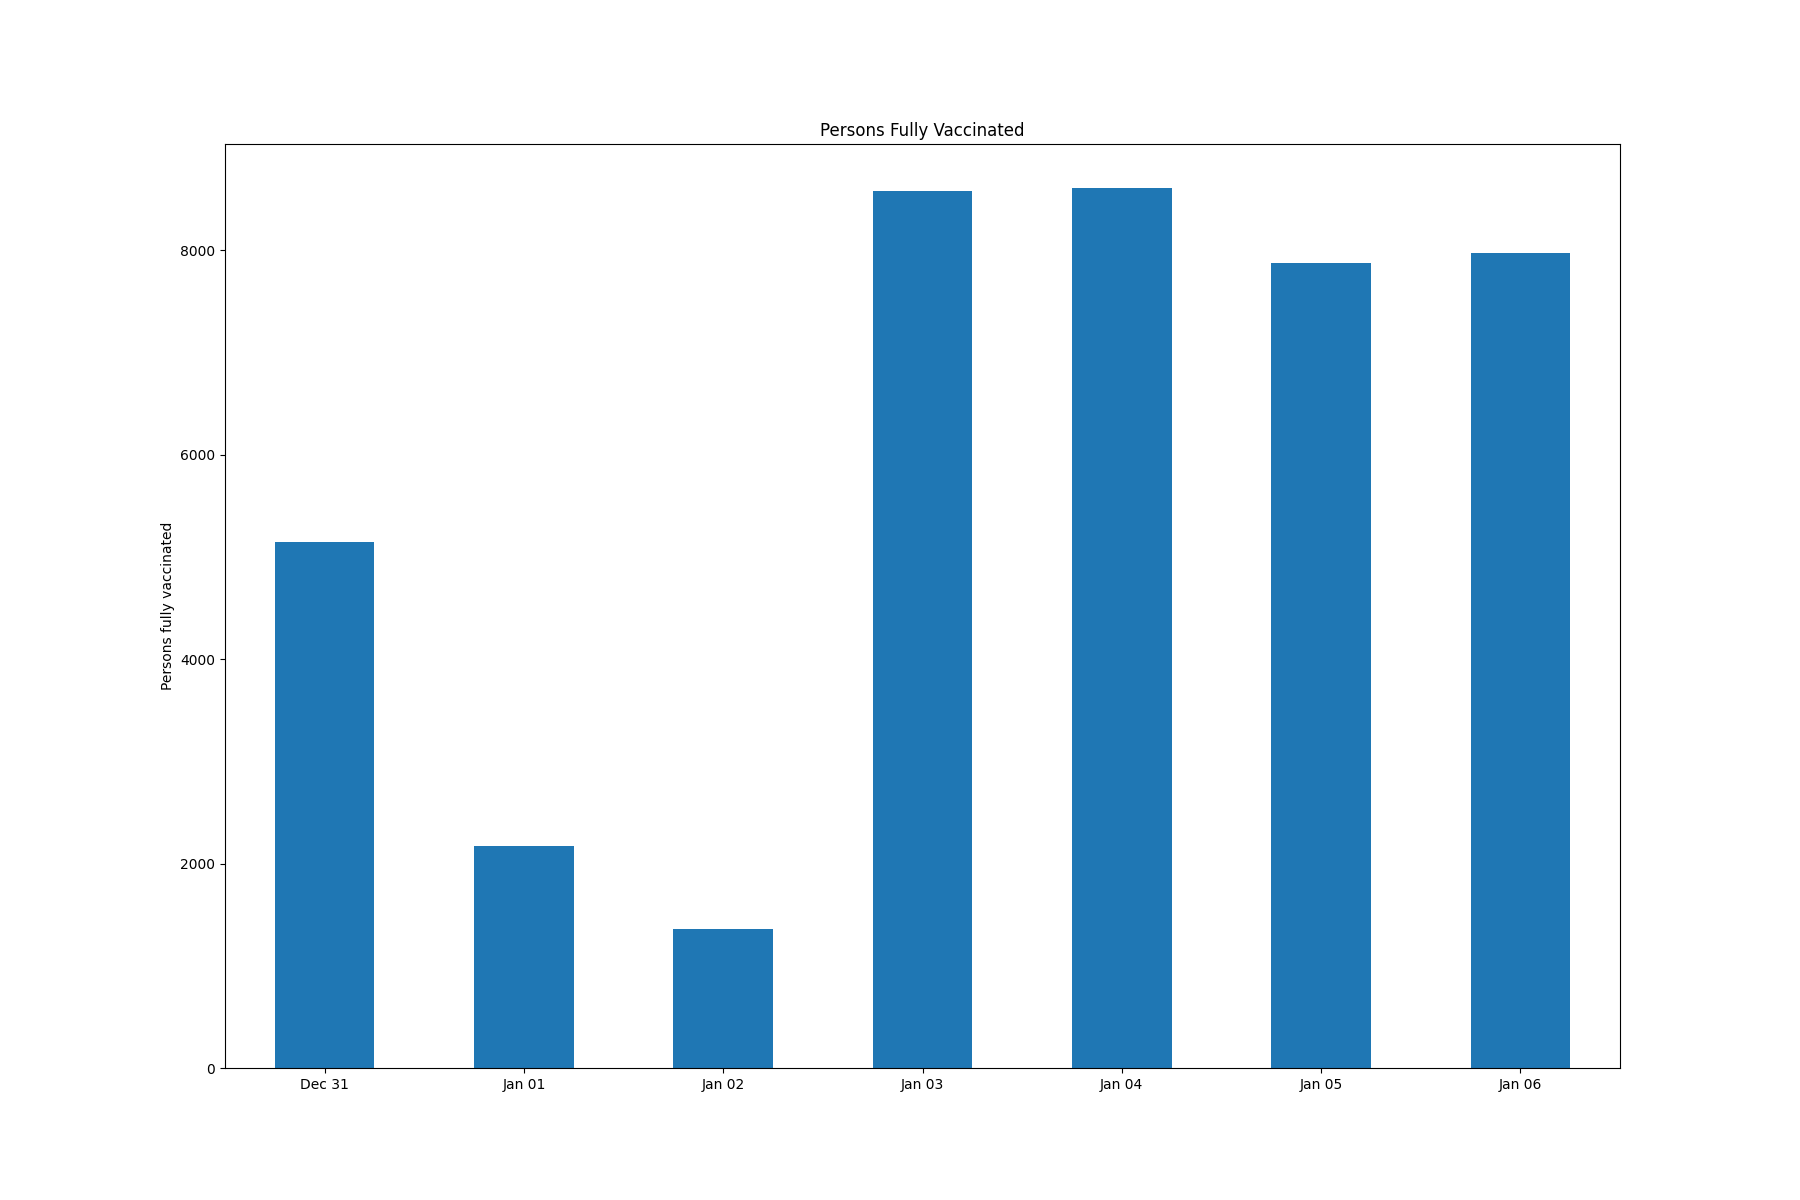 Persons Fully Vaccinated
Persons fully vaccinated
8000
6000
4000
2000
0
Dec 31 Jan 01 Jan 02 Jan 03 Jan 04 Jan 05 Jan 06